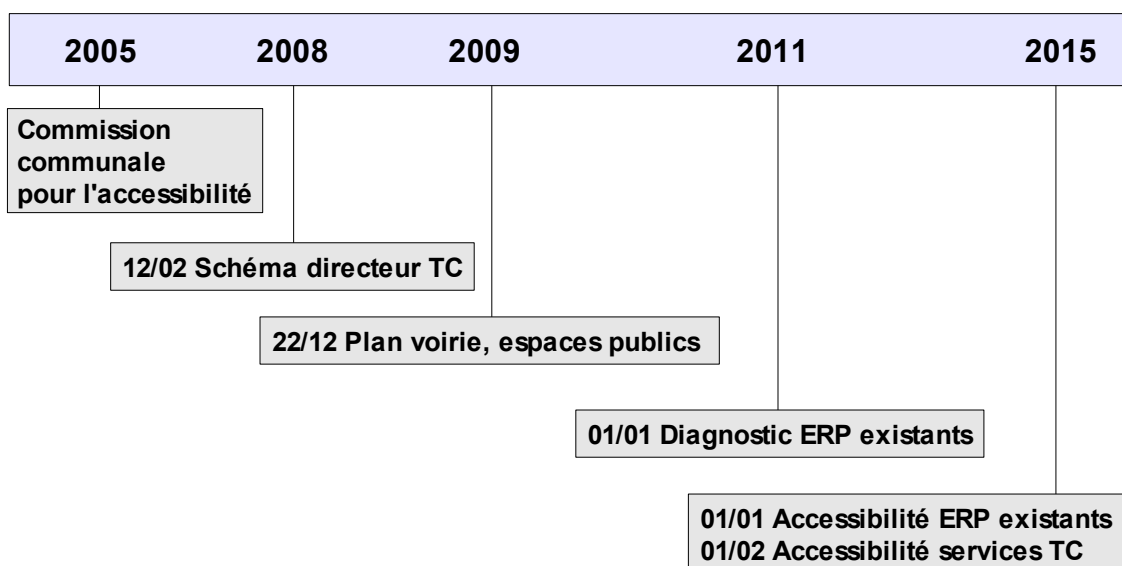 2005 2008 2009 2011 2015
Commission
communale
pour l'accessibilité
12/02 Schéma directeur TC
22/12 Plan voirie, espaces publics
01/01 Diagnostic ERP existants
01/01 Accessibilité ERP existants
01/02 Accessibilité services TC